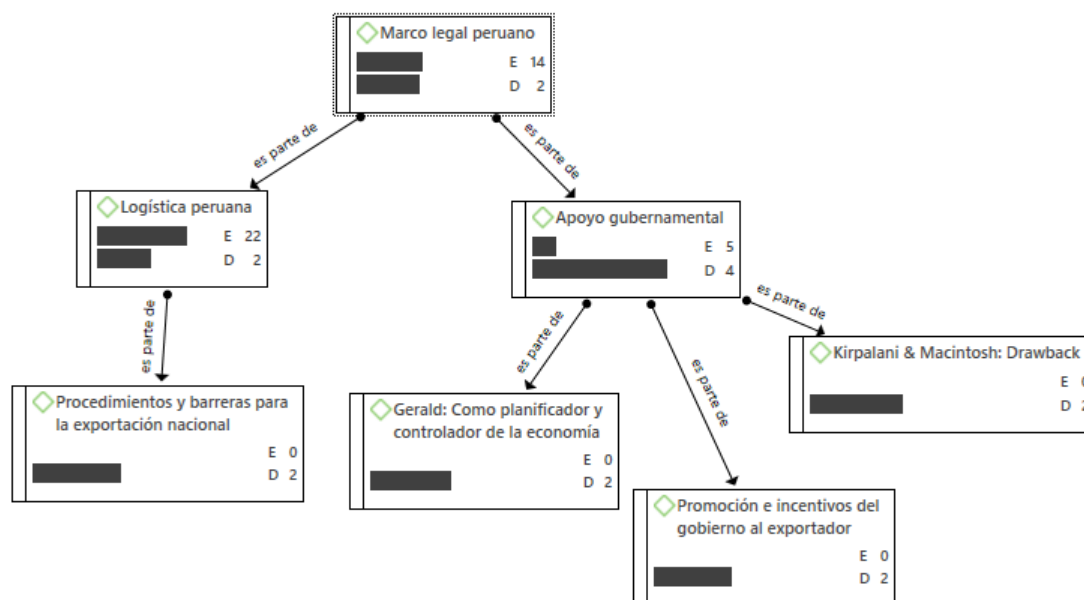 Marco legal peruano
E 14
D 2
es parte de
es parte de
Logística peruana
E 22
D 2
Apoyo gubernamental
E 5
D 4
es parte de
es parte de
es parte de
es parte de
Kirpalani & Macintosh: Drawback
E 0
D 2
Procedimientos y barreras para
la exportación nacional
E 0
D 2
Gerald: Como planificador y
controlador de la economía
E 0
D 2
Promoción e incentivos del
gobierno al exportador
E 0
D 2